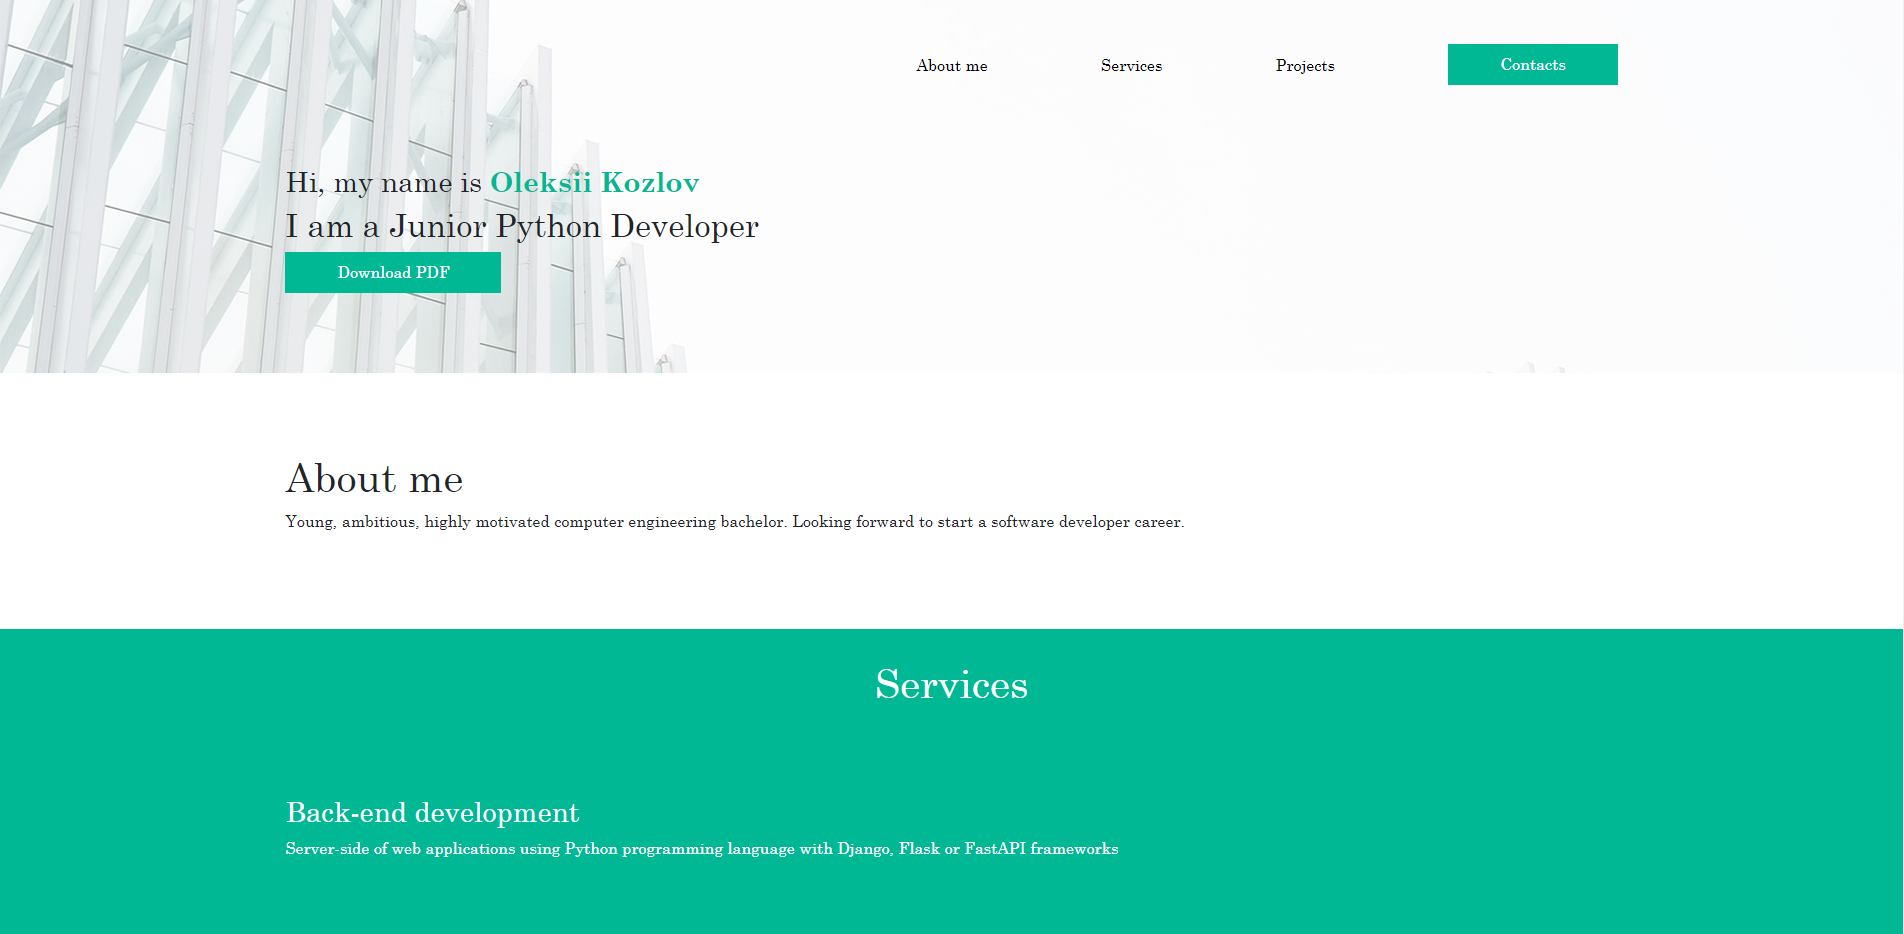 About me
Services
Projects
Contacts
Hi, my name is Oleksii Kozlov
I am a Junior Python Developer
Download PDF
About me
Young, ambitious, highly motivated computer engineering bachelor. Looking forward to start a software developer career.
Services
Back-end development
Server-side of web applications using Python programming language with Django, Flask or FastAPI frameworks